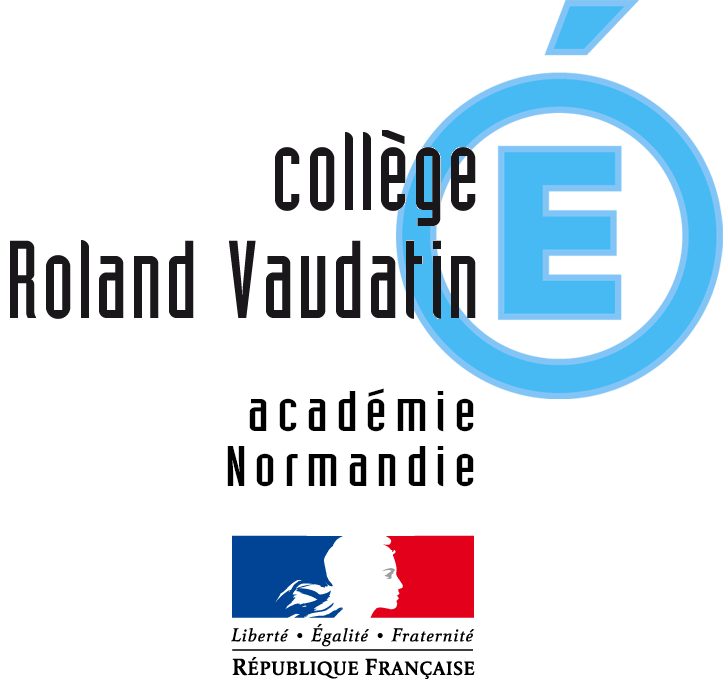 É
collège
Roland Vaudatin
académie
Normandie
Liberté • Égalité • Fraternité
RÉPUBLIQUE FRANÇAISE